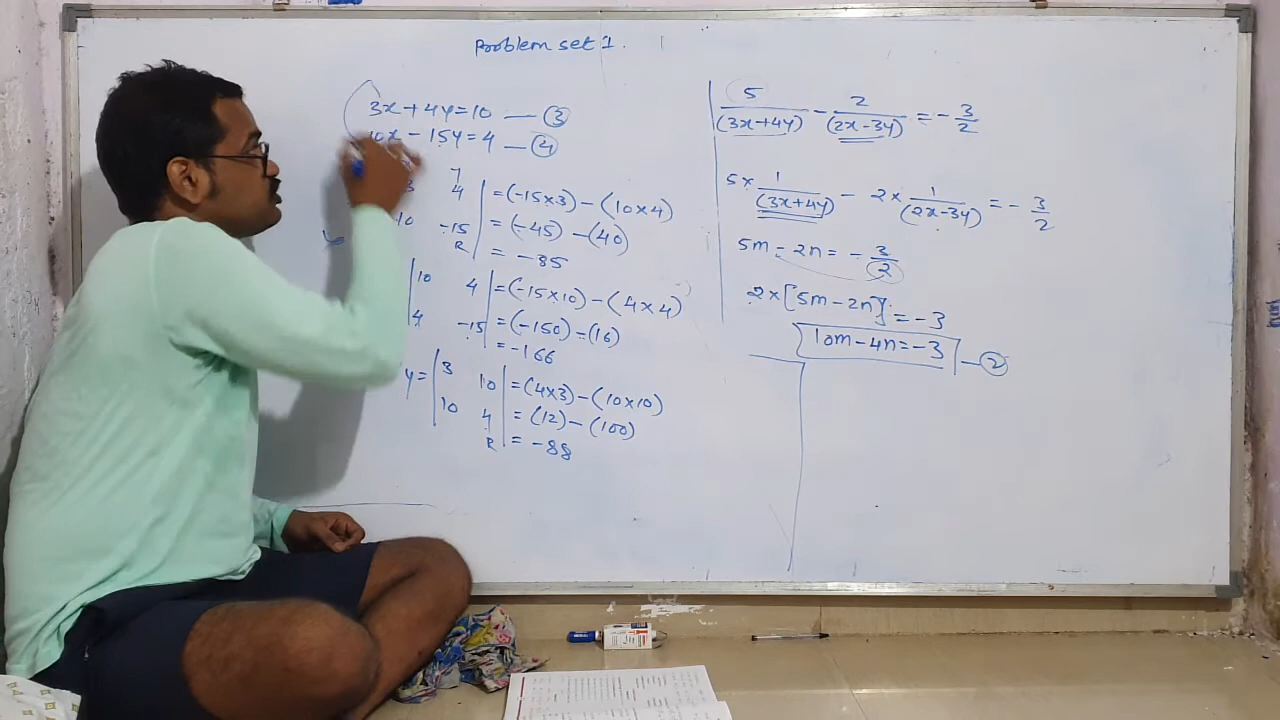 Problem set 1.
3x + 4y = 10 — ③
10x - 15y = 4 — ④
3 4 = (-15×3) - (10×4)
10 -15 = (-45) - (40)
= -85
10 4 = (-15×10) - (4×4)
4 -15 = (-150) - (16)
= -166
y = 3 10 = (4×3) - (10×10)
10 4 = (12) - (100)
= -88
5/(3x+4y) - 2/(2x-3y) = -3/2
5 × 1/(3x+4y) - 2 × 1/(2x-3y) = -3/2
5m - 2n = -3/2
2 × [5m - 2n] = -3
10m - 4n = -3 — ②